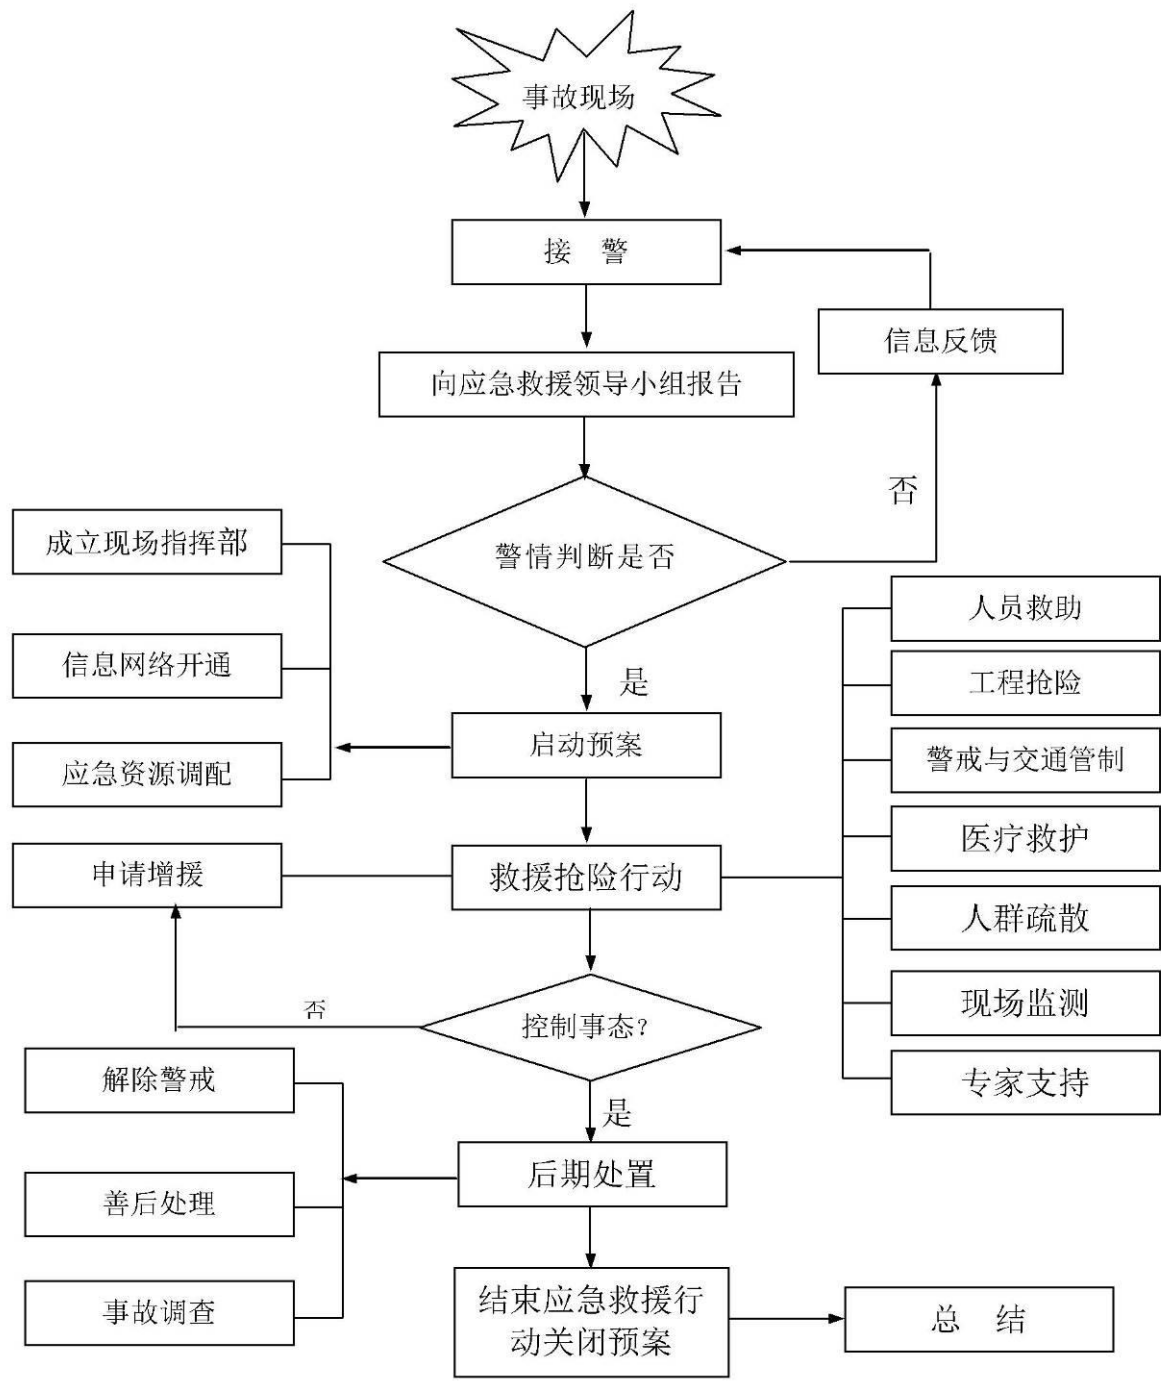 事故现场
接 警
信息反馈
向应急救援领导小组报告
否
成立现场指挥部
警情判断是否
人员救助
信息网络开通
是
工程抢险
启动预案
警戒与交通管制
应急资源调配
医疗救护
申请增援
救援抢险行动
人群疏散
否
控制事态?
现场监测
解除警戒
专家支持
是
后期处置
善后处理
结束应急救援行
动关闭预案
事故调查
总 结